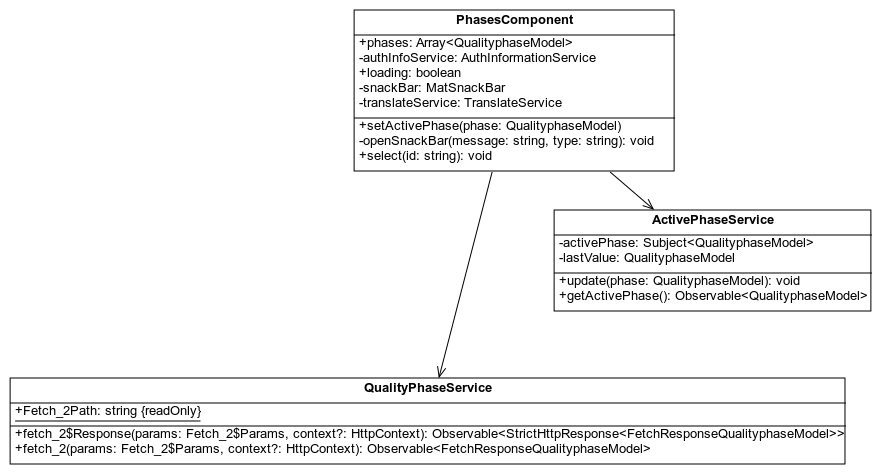 PhasesComponent
+phases: Array<QualityphaseModel>
-authInfoService: AuthInformationService
+loading: boolean
-snackBar: MatSnackBar
-translateService: TranslateService
+setActivePhase(phase: QualityphaseModel)
-openSnackBar(message: string, type: string): void
+select(id: string): void
ActivePhaseService
-activePhase: Subject<QualityphaseModel>
-lastValue: QualityphaseModel
+update(phase: QualityphaseModel): void
+getActivePhase(): Observable<QualityphaseModel>
QualityPhaseService
+Fetch_2Path: string {readOnly}
+fetch_2$Response(params: Fetch_2$Params, context?: HttpContext): Observable<StrictHttpResponse<FetchResponseQualityphaseModel>>
+fetch_2(params: Fetch_2$Params, context?: HttpContext): Observable<FetchResponseQualityphaseModel>